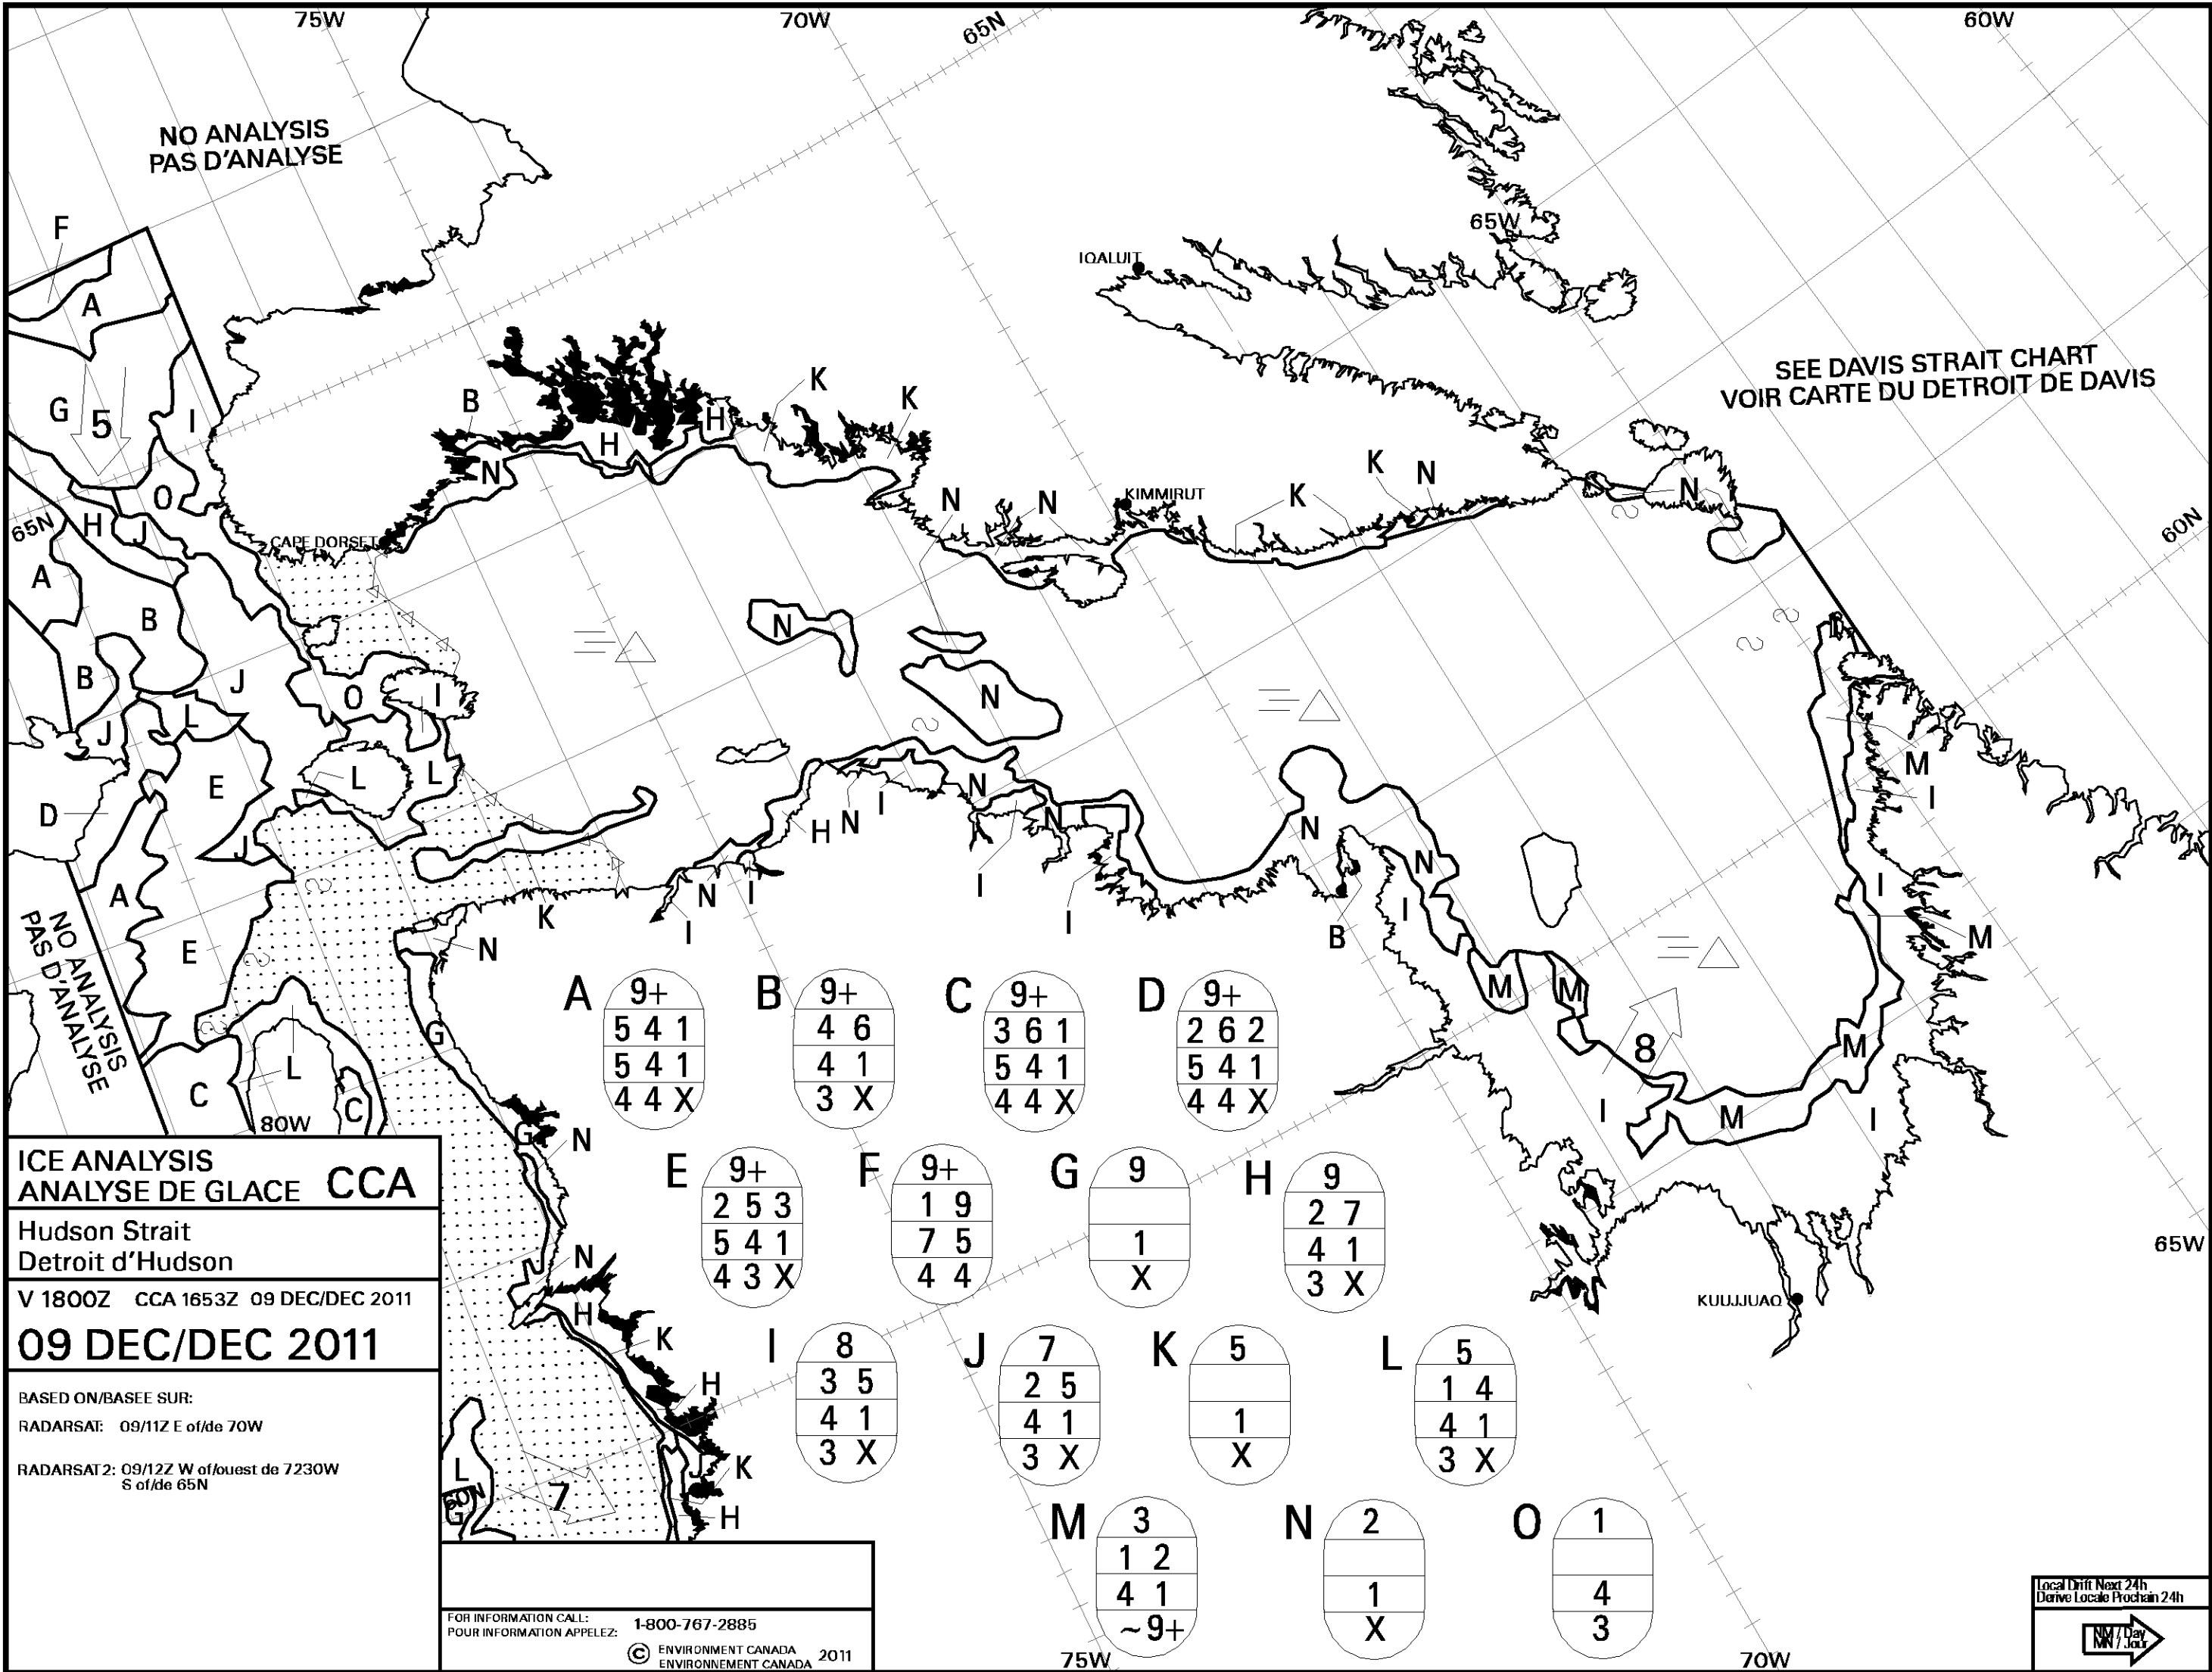 75W
70W
65N
60W
NO ANALYSIS
PAS D'ANALYSE
F
65W
IQALUIT
A
SEE DAVIS STRAIT CHART
VOIR CARTE DU DETROIT DE DAVIS
G 5 I
B
K
K
H
H
N
O
K
N
K
N
N
N
KIMMIRUT
65N
H
J
CAPE DORSET
60N
A
B
N
B
J
O
I
N
J
L
M
I
E
L
L
N
D
H
N
N
I
N
N
J
N
I
A
N
I
I
I
I
K
I
B
M
E
N
NO ANALYSIS
PAS D'ANALYSE
M
M
G
8
M
L
C
C
80W
I
M
I
G
N
A
9+
5 4 1
5 4 1
4 4 X
B
9+
4 6
4 1
3 X
C
9+
3 6 1
5 4 1
4 4 X
D
9+
2 6 2
5 4 1
4 4 X
E
9+
2 5 3
5 4 1
4 3 X
F
9+
1 9
7 5
4 4
G
9
1
X
H
9
2 7
4 1
3 X
I
8
3 5
4 1
3 X
J
7
2 5
4 1
3 X
K
5
1
X
L
5
1 4
4 1
3 X
M
3
1 2
4 1
~9+
N
2
1
X
O
1
4
3
65W
KUUJJUAQ
N
H
K
H
J
K
H
L
60N
G
7
75W
70W
ICE ANALYSIS
ANALYSE DE GLACE CCA
Hudson Strait
Detroit d'Hudson
V 1800Z CCA 1653Z 09 DEC/DEC 2011
09 DEC/DEC 2011
BASED ON/BASEE SUR:
RADARSAT: 09/11Z E of/de 70W
RADARSAT2: 09/12Z W of/ouest de 7230W
S of/de 65N
FOR INFORMATION CALL: 1-800-767-2885
POUR INFORMATION APPELEZ:
© ENVIRONMENT CANADA 2011
ENVIRONNEMENT CANADA
Local Drift Next 24h
Derive Locale Prochain 24h
NM / Day
MN / Jour